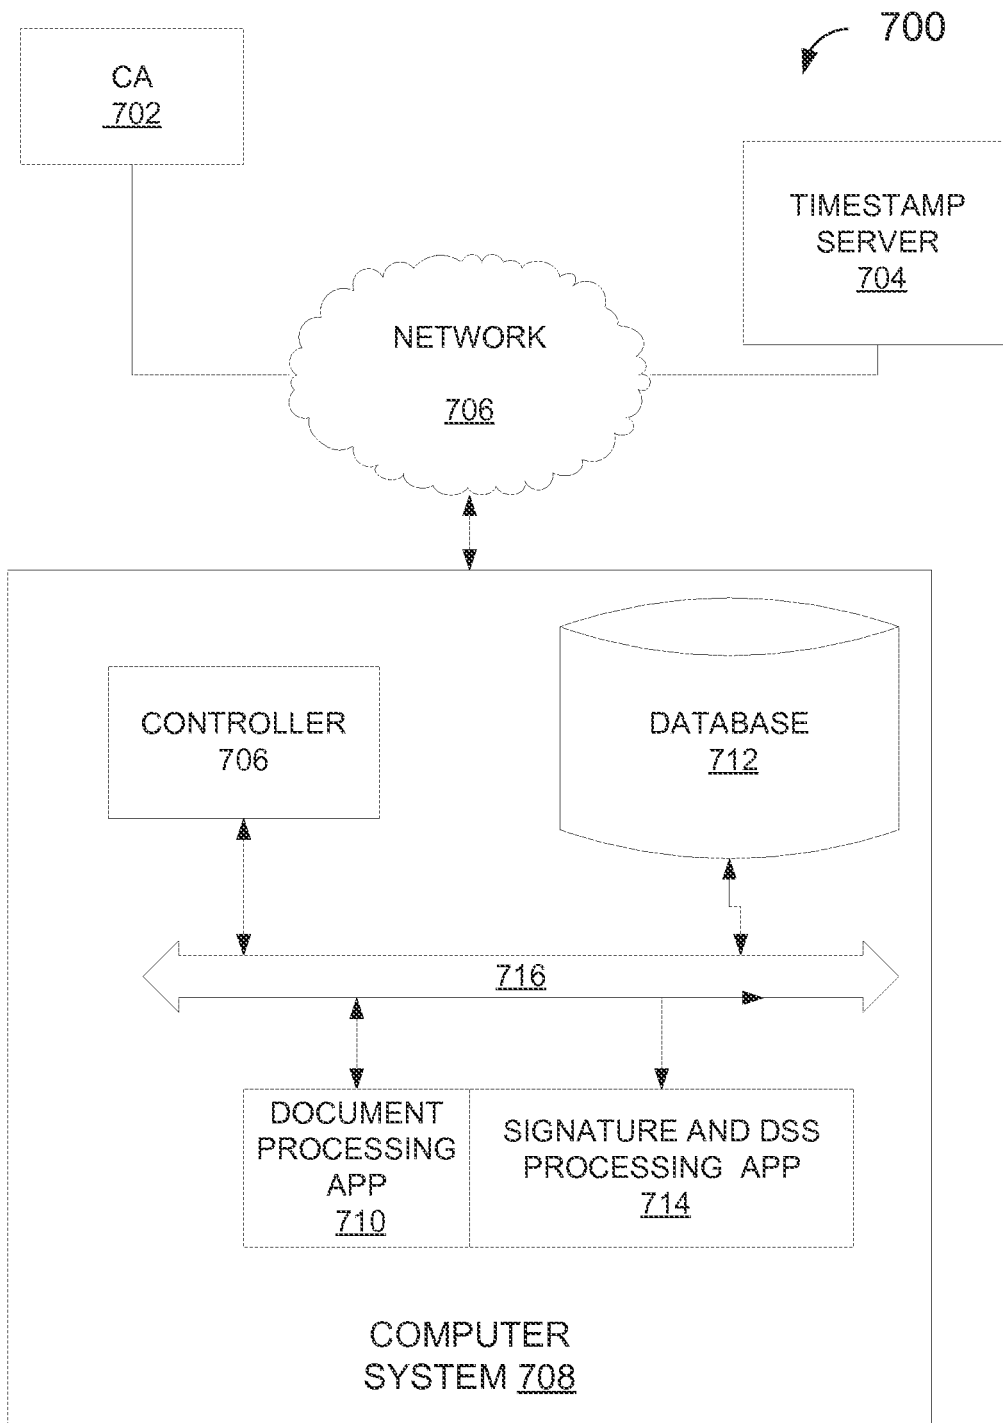 700
CA
702
TIMESTAMP
SERVER
704
NETWORK
706
CONTROLLER
706
DATABASE
712
716
DOCUMENT
PROCESSING
APP
710
SIGNATURE AND DSS
PROCESSING APP
714
COMPUTER
SYSTEM 708